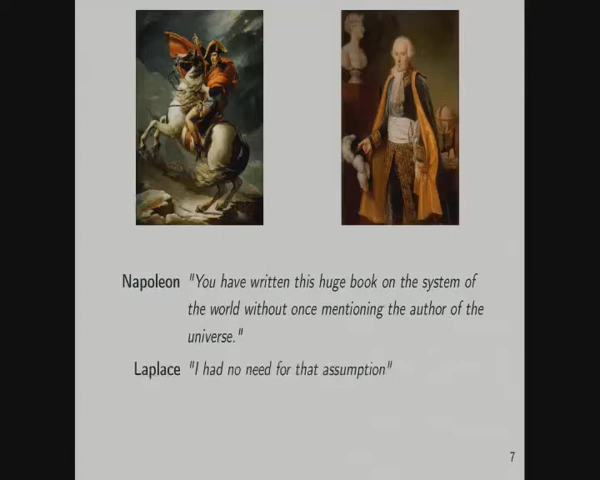 Napoleon "You have written this huge book on the system of
the world without once mentioning the author of the
universe."
Laplace "I had no need for that assumption"
7